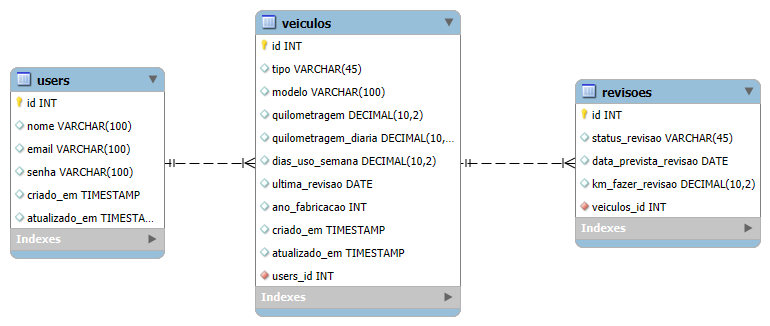 users
id INT
nome VARCHAR(100)
email VARCHAR(100)
senha VARCHAR(100)
criado_em TIMESTAMP
atualizado_em TIMESTA...
Indexes
veiculos
id INT
tipo VARCHAR(45)
modelo VARCHAR(100)
quilometragem DECIMAL(10,2)
quilometragem_diaria DECIMAL(10,...
dias_uso_semana DECIMAL(10,2)
ultima_revisao DATE
ano_fabricacao INT
criado_em TIMESTAMP
atualizado_em TIMESTAMP
users_id INT
Indexes
revisoes
id INT
status_revisao VARCHAR(45)
data_prevista_revisao DATE
km_fazer_revisao DECIMAL(10,2)
veiculos_id INT
Indexes